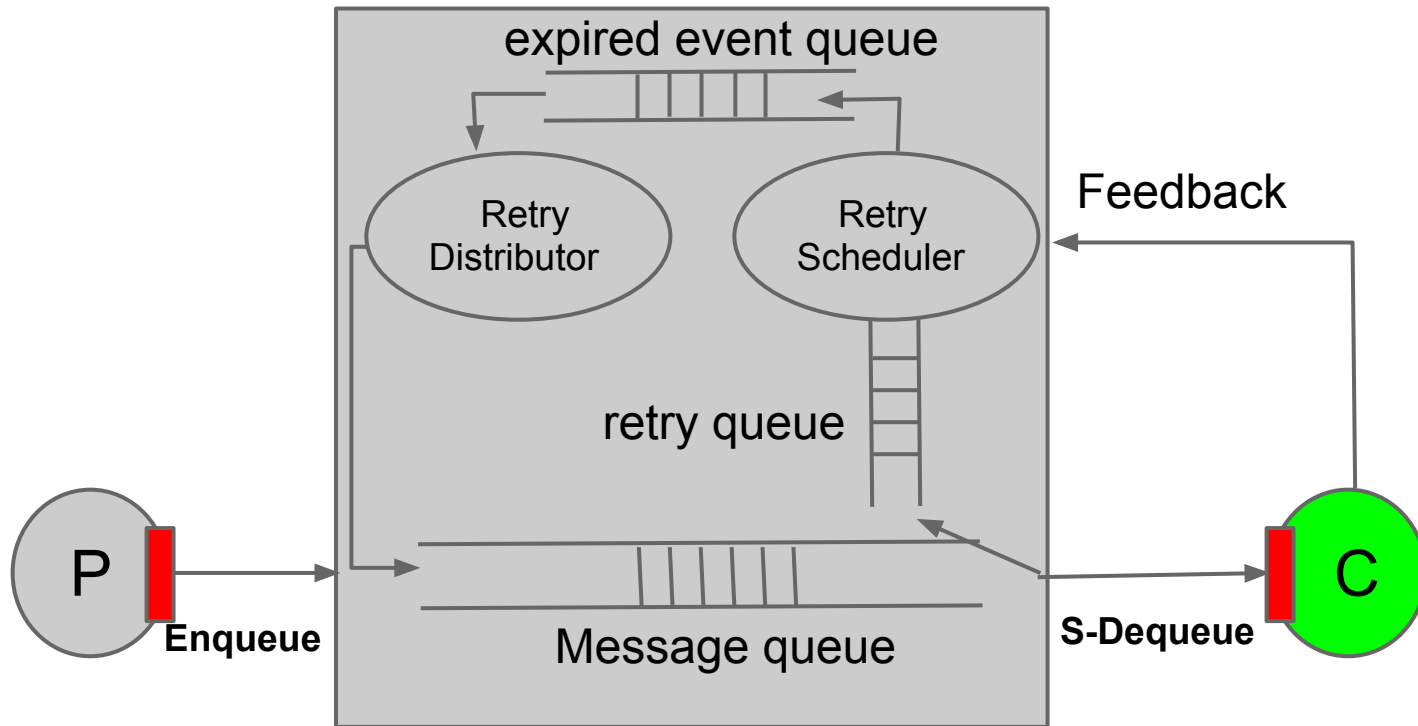 expired event queue
Retry
Distributor
Retry
Scheduler
Feedback
retry queue
P
C
Enqueue
S-Dequeue
Message queue